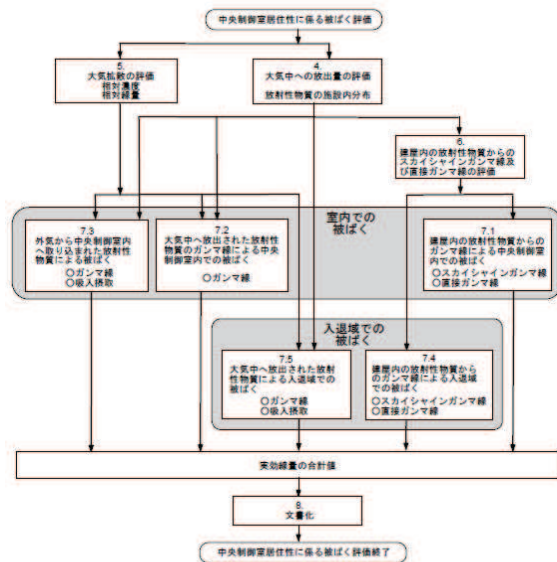 中央制御室居住性に係る被ばく評価
5.
大気拡散の評価
相対濃度
相対線量
4.
大気中への放出量の評価
放射性物質の施設内分布
6.
建屋内の放射性物質からの
スカイシャインガンマ線及
び直接ガンマ線の評価
室内での
被ばく
7.3
外気から中央制御室内
へ取り込まれた放射性
物質による被ばく
○ガンマ線
○吸入摂取
7.2
大気中へ放出された放射性
物質のガンマ線による中央
制御室内での被ばく
○ガンマ線
7.1
建屋内の放射性物質からの
ガンマ線による中央制御室
内での被ばく
○スカイシャインガンマ線
○直接ガンマ線
入退域での
被ばく
7.5
大気中へ放出された放射
性物質による入退域での
被ばく
○ガンマ線
○吸入摂取
7.4
建屋内の放射性物質から
のガンマ線による入退域で
の被ばく
○スカイシャインガンマ線
○直接ガンマ線
実効線量の合計値
8.
文書化
中央制御室居住性に係る被ばく評価終了